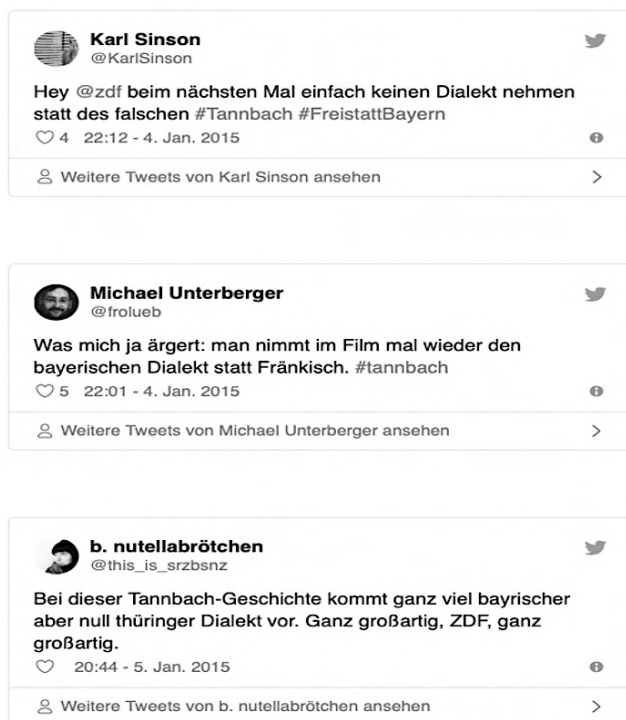 Karl Sinson
@KarlSinson
Hey @zdf beim nächsten Mal einfach keinen Dialekt nehmen
statt des falschen #Tannbach #FreistattBayern
4 22:12 - 4. Jan. 2015
Weitere Tweets von Karl Sinson ansehen
Michael Unterberger
@frolueb
Was mich ja ärgert: man nimmt im Film mal wieder den
bayerischen Dialekt statt Fränkisch. #tannbach
5 22:01 - 4. Jan. 2015
Weitere Tweets von Michael Unterberger ansehen
b. nutellabrötchen
@this_is_srzbsnz
Bei dieser Tannbach-Geschichte kommt ganz viel bayrischer
aber null thüringer Dialekt vor. Ganz großartig, ZDF, ganz
großartig.
20:44 - 5. Jan. 2015
Weitere Tweets von b. nutellabrötchen ansehen